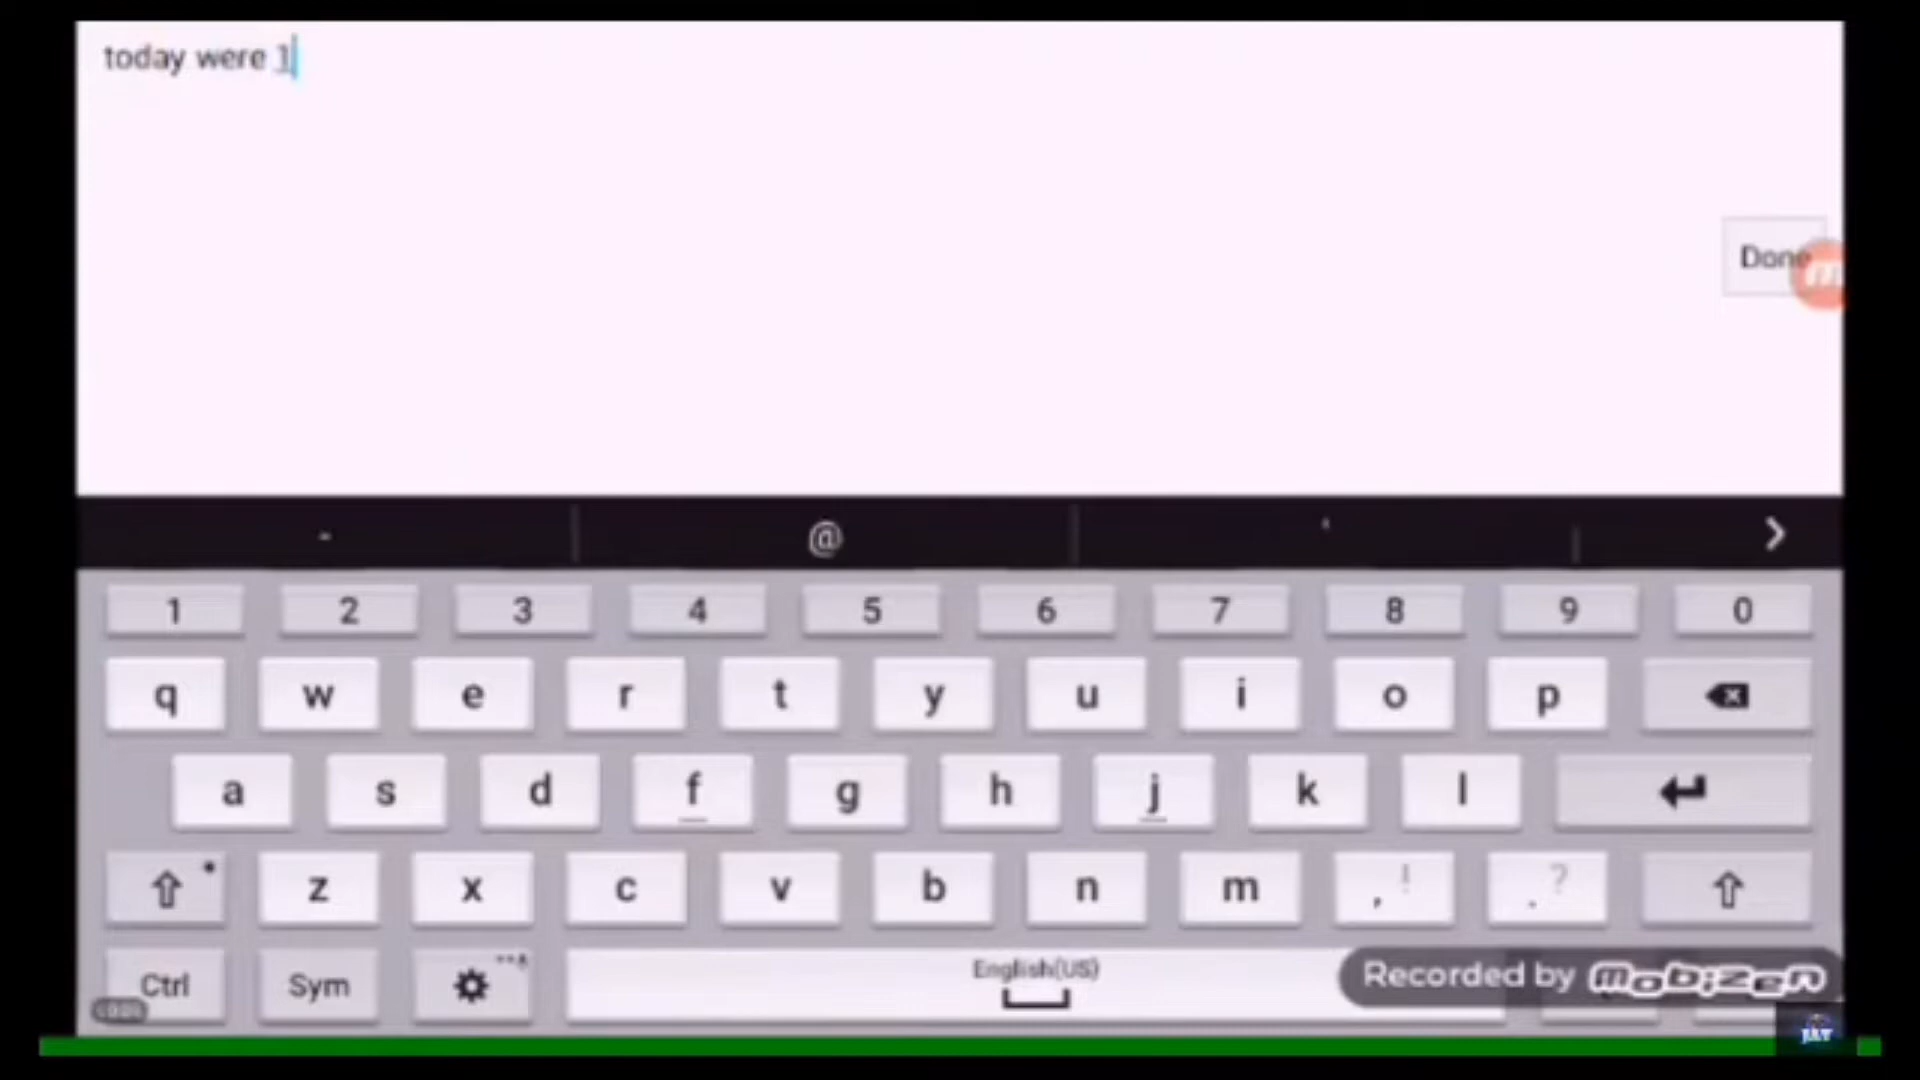 today were 1
Done
- @ '
1 2 3 4 5 6 7 8 9 0
q w e r t y u i o p
a s d f g h j k l
z x c v b n m , ! . ?
Ctrl Sym English(US)
Recorded by mobizen